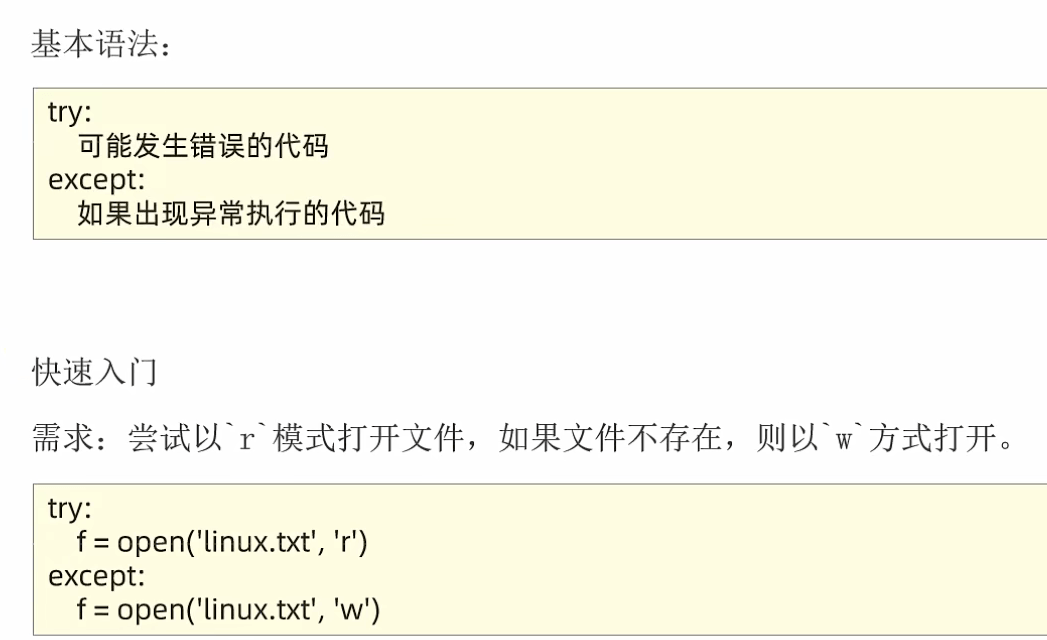 基本语法：
try:
    可能发生错误的代码
except:
    如果出现异常执行的代码
快速入门
需求：尝试以`r`模式打开文件，如果文件不存在，则以`w`方式打开。
try:
    f = open('linux.txt', 'r')
except:
    f = open('linux.txt', 'w')